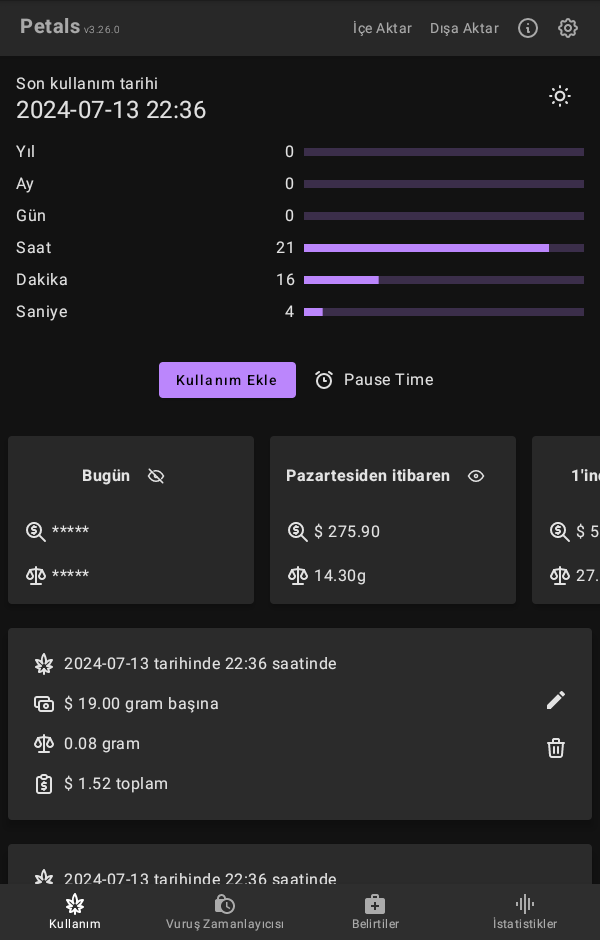 Petals v3.26.0 İçe Aktar Dışa Aktar
Son kullanım tarihi
2024-07-13 22:36
Yıl 0
Ay 0
Gün 0
Saat 21
Dakika 16
Saniye 4
Kullanım Ekle Pause Time
Bugün
*****
*****
Pazartesiden itibaren
$ 275.90
14.30g
1'in
$ 5
27.
2024-07-13 tarihinde 22:36 saatinde
$ 19.00 gram başına
0.08 gram
$ 1.52 toplam
2024-07-13 tarihinde 22:36 saatinde
Kullanım Vuruş Zamanlayıcısı Belirtiler İstatistikler